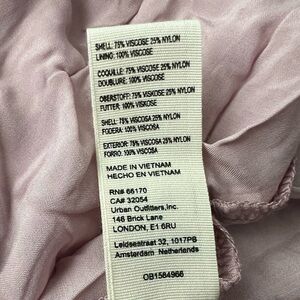 SHELL: 75% VISCOSE 25% NYLON
LINING: 100% VISCOSE
COQUILLE: 75% VISCOSE 25% NYLON
DOUBLURE: 100% VISCOSE
OBERSTOFF: 75% VISKOSE 25% NYLON
FUTTER: 100% VISKOSE
SHELL: 75% VISCOSA 25% NYLON
FODERA: 100% VISCOSA
EXTERIOR: 75% VISCOSA 25% NYLON
FORRO: 100% VISCOSA
MADE IN VIETNAM
HECHO EN VIETNAM
RN# 66170
CA# 32054
Urban Outfitters,Inc.
146 Brick Lane
LONDON, E1 6RU
Leidsestraat 32, 1017PB
Amsterdam Netherlands
OB1584966